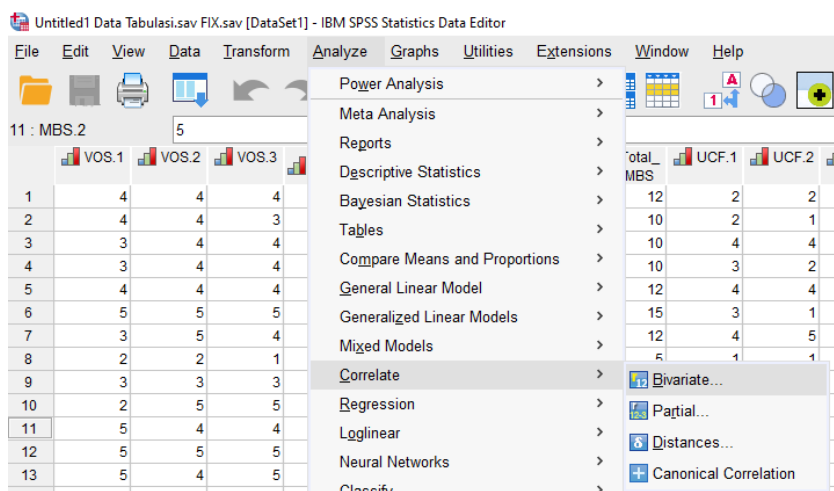 Untitled1 Data Tabulasi.sav FIX.sav [DataSet1] - IBM SPSS Statistics Data Editor
File Edit View Data Transform Analyze Graphs Utilities Extensions Window Help
11 : MBS.2 5
VOS.1 VOS.2 VOS.3 Total_ MBS UCF.1 UCF.2
1 4 4 4 12 2 2
2 4 4 3 10 2 1
3 3 4 4 10 4 4
4 3 4 4 10 3 2
5 4 4 4 12 4 4
6 5 5 5 15 3 1
7 3 5 4 12 4 5
8 2 2 1 5 1 1
9 3 3 3
10 2 5 5
11 5 4 4
12 5 5 5
13 5 4 5
Power Analysis
Meta Analysis
Reports
Descriptive Statistics
Bayesian Statistics
Tables
Compare Means and Proportions
General Linear Model
Generalized Linear Models
Mixed Models
Correlate
Regression
Loglinear
Neural Networks
Classify
Bivariate...
Partial...
Distances...
Canonical Correlation